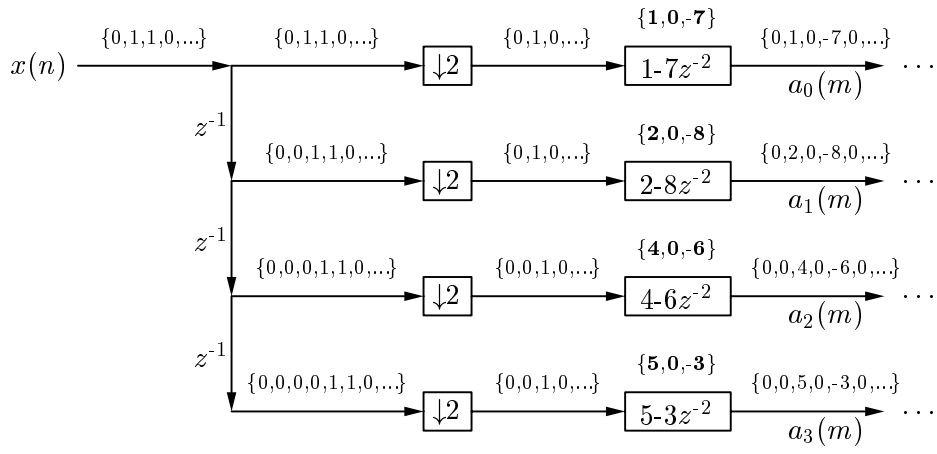 {1,0,-7}
{0,1,1,0,...} {0,1,1,0,...} {0,1,0,...} {0,1,0,-7,0,...}
x(n) ↓2 1-7z⁻² ...
a₀(m)
z⁻¹ {2,0,-8}
{0,0,1,1,0,...} {0,1,0,...} {0,2,0,-8,0,...}
↓2 2-8z⁻² ...
a₁(m)
z⁻¹ {4,0,-6}
{0,0,0,1,1,0,...} {0,0,1,0,...} {0,0,4,0,-6,0,...}
↓2 4-6z⁻² ...
a₂(m)
z⁻¹ {5,0,-3}
{0,0,0,0,1,1,0,...} {0,0,1,0,...} {0,0,5,0,-3,0,...}
↓2 5-3z⁻² ...
a₃(m)